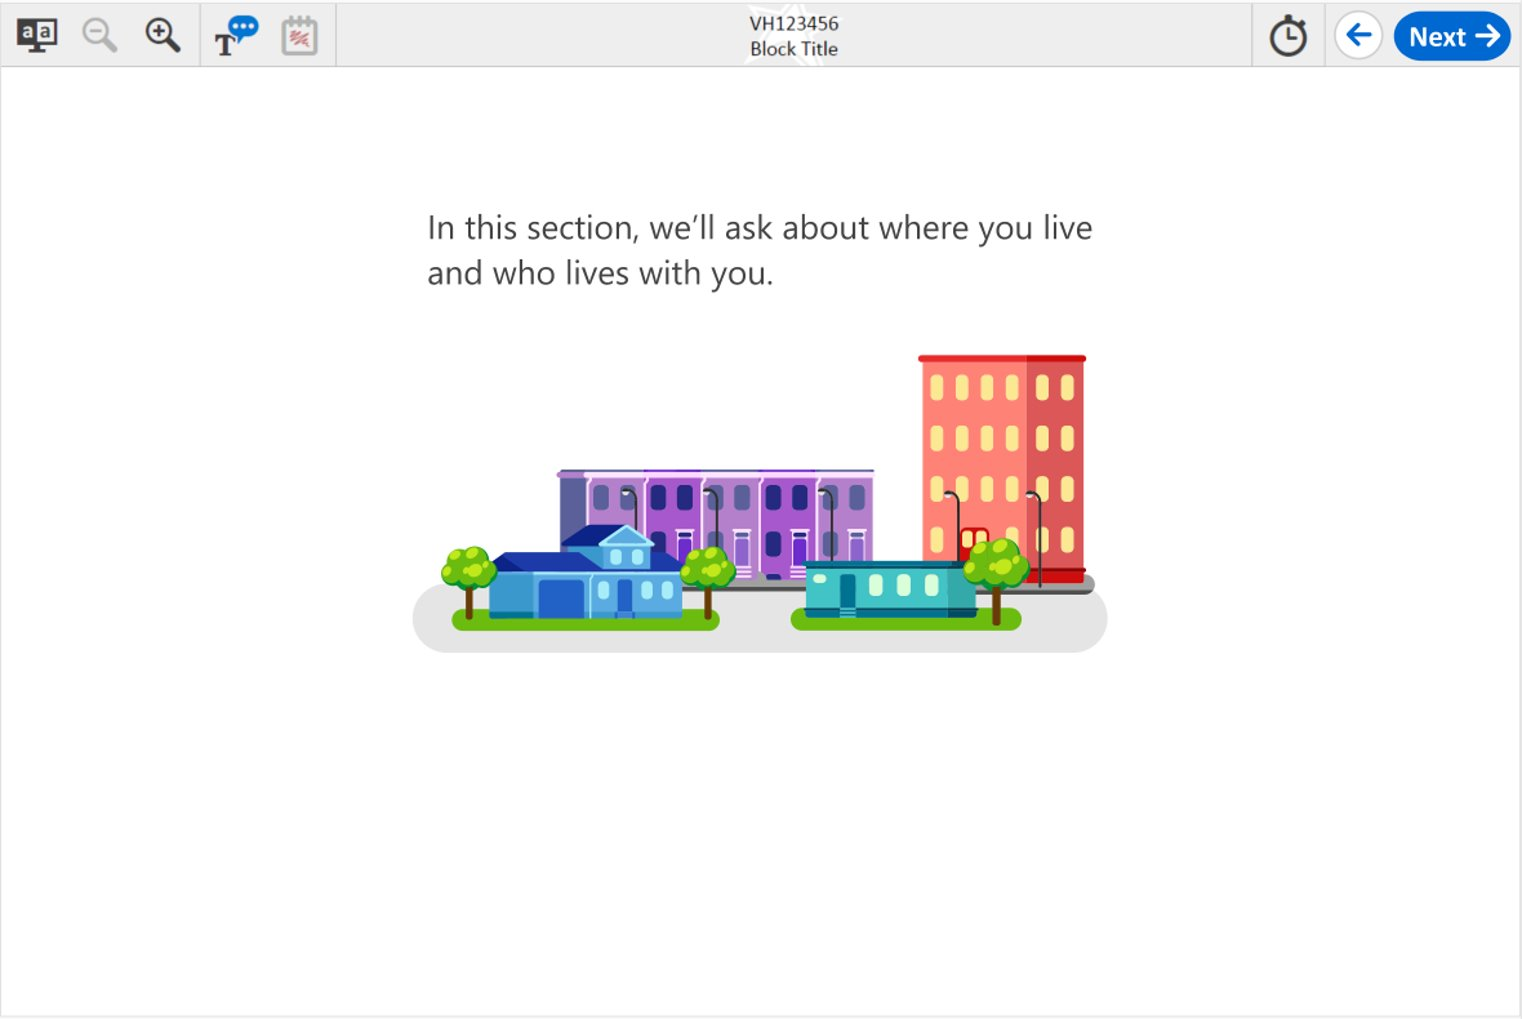 VH123456
Block Title
Next
In this section, we’ll ask about where you live
and who lives with you.